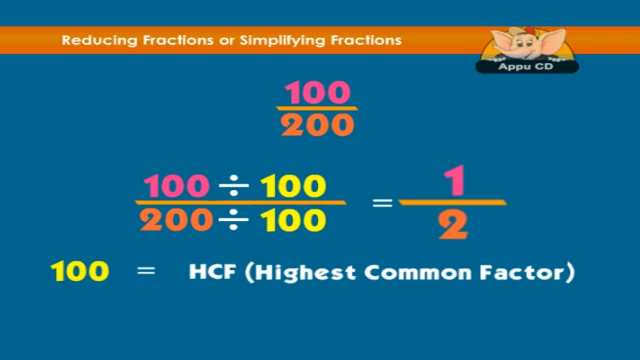 Reducing Fractions or Simplifying Fractions
Appu CD
100
200
100 ÷ 100 = 1
200 ÷ 100 2
100 = HCF (Highest Common Factor)